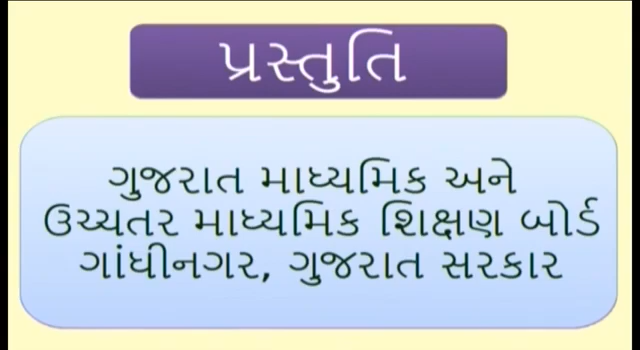 પ્રસ્તુતિ
ગુજરાત માધ્યમિક અને
ઉચ્ચતર માધ્યમિક શિક્ષણ બોર્ડ
ગાંધીનગર, ગુજરાત સરકાર